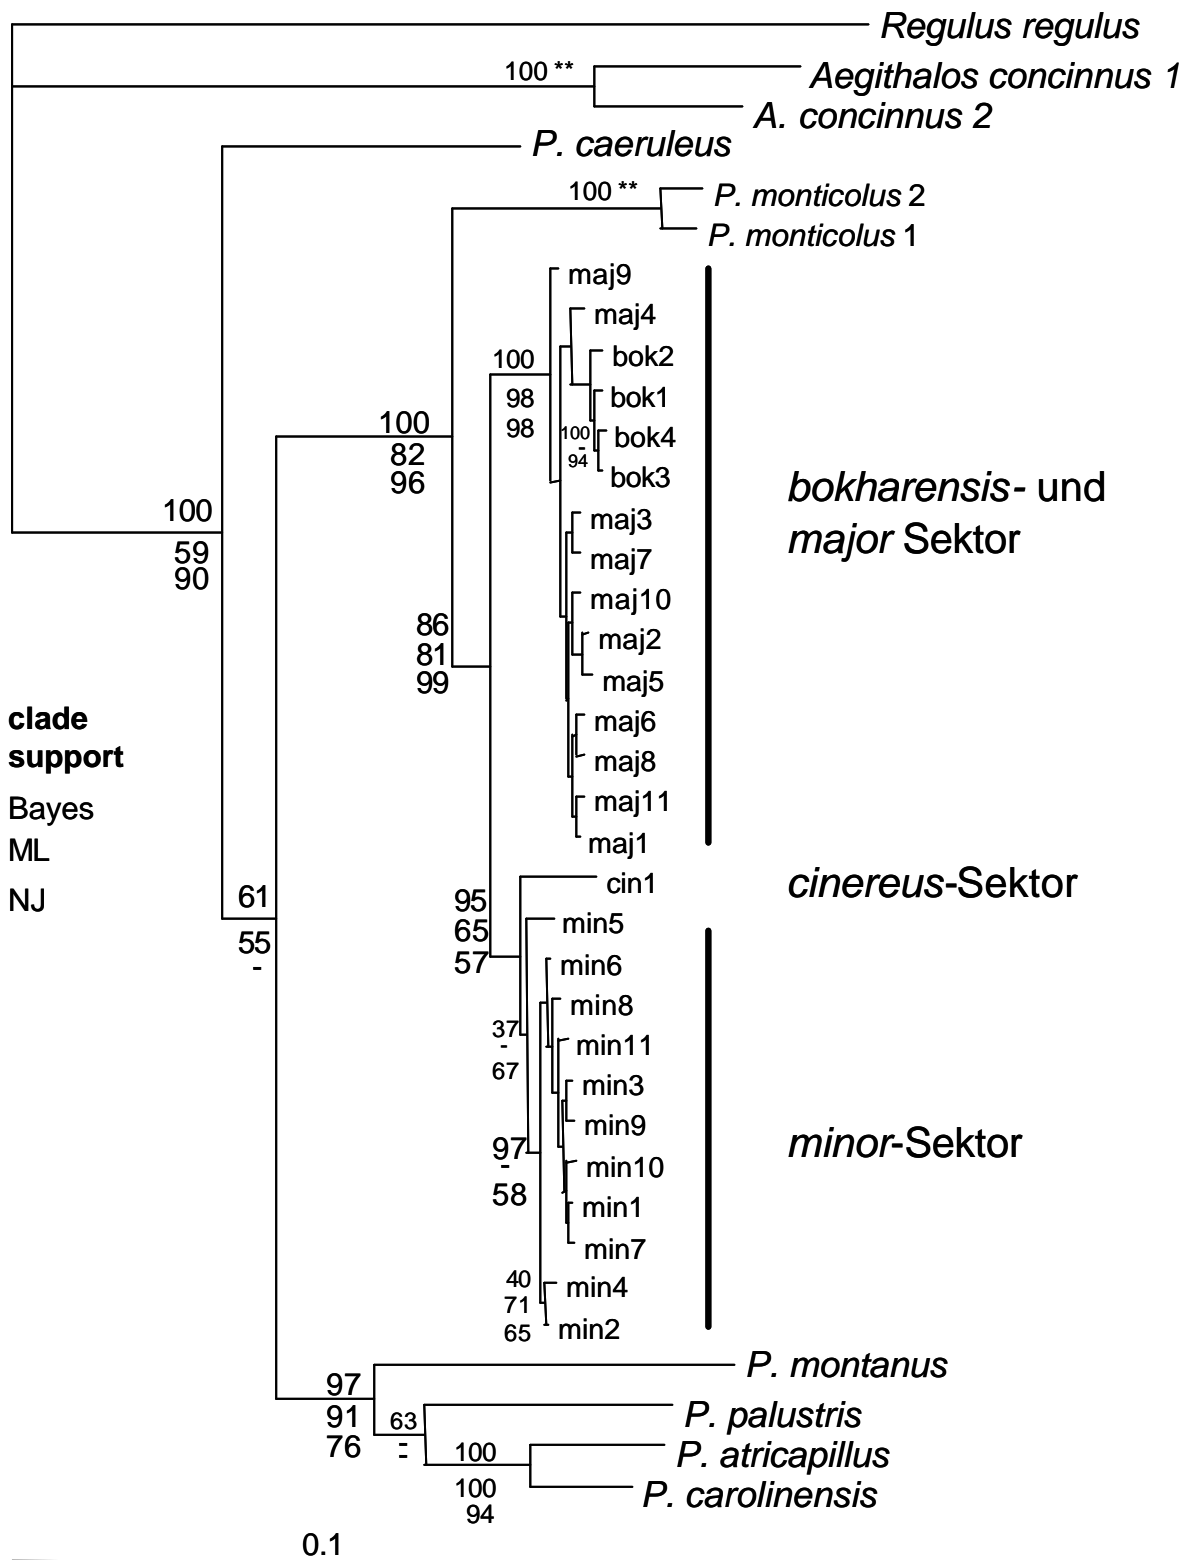 Regulus regulus
100 **
Aegithalos concinnus 1
A. concinnus 2
P. caeruleus
100 **
P. monticolus 2
P. monticolus 1
maj9
maj4
100
bok2
98
bok1
98
100
82
96
100
-
94
bok4
bok3
bokharensis- und
major Sektor
100
59
90
maj3
maj7
maj10
86
81
99
maj2
maj5
clade
support
Bayes
ML
NJ
maj6
maj8
maj11
maj1
cin1
cinereus-Sektor
61
55
-
95
65
57
min5
min6
min8
37
-
67
min11
min3
min9
97
-
58
min10
minor-Sektor
min1
min7
40
71
65
min4
min2
P. montanus
97
91
76
63
-
-
P. palustris
100
100
94
P. atricapillus
P. carolinensis
0.1